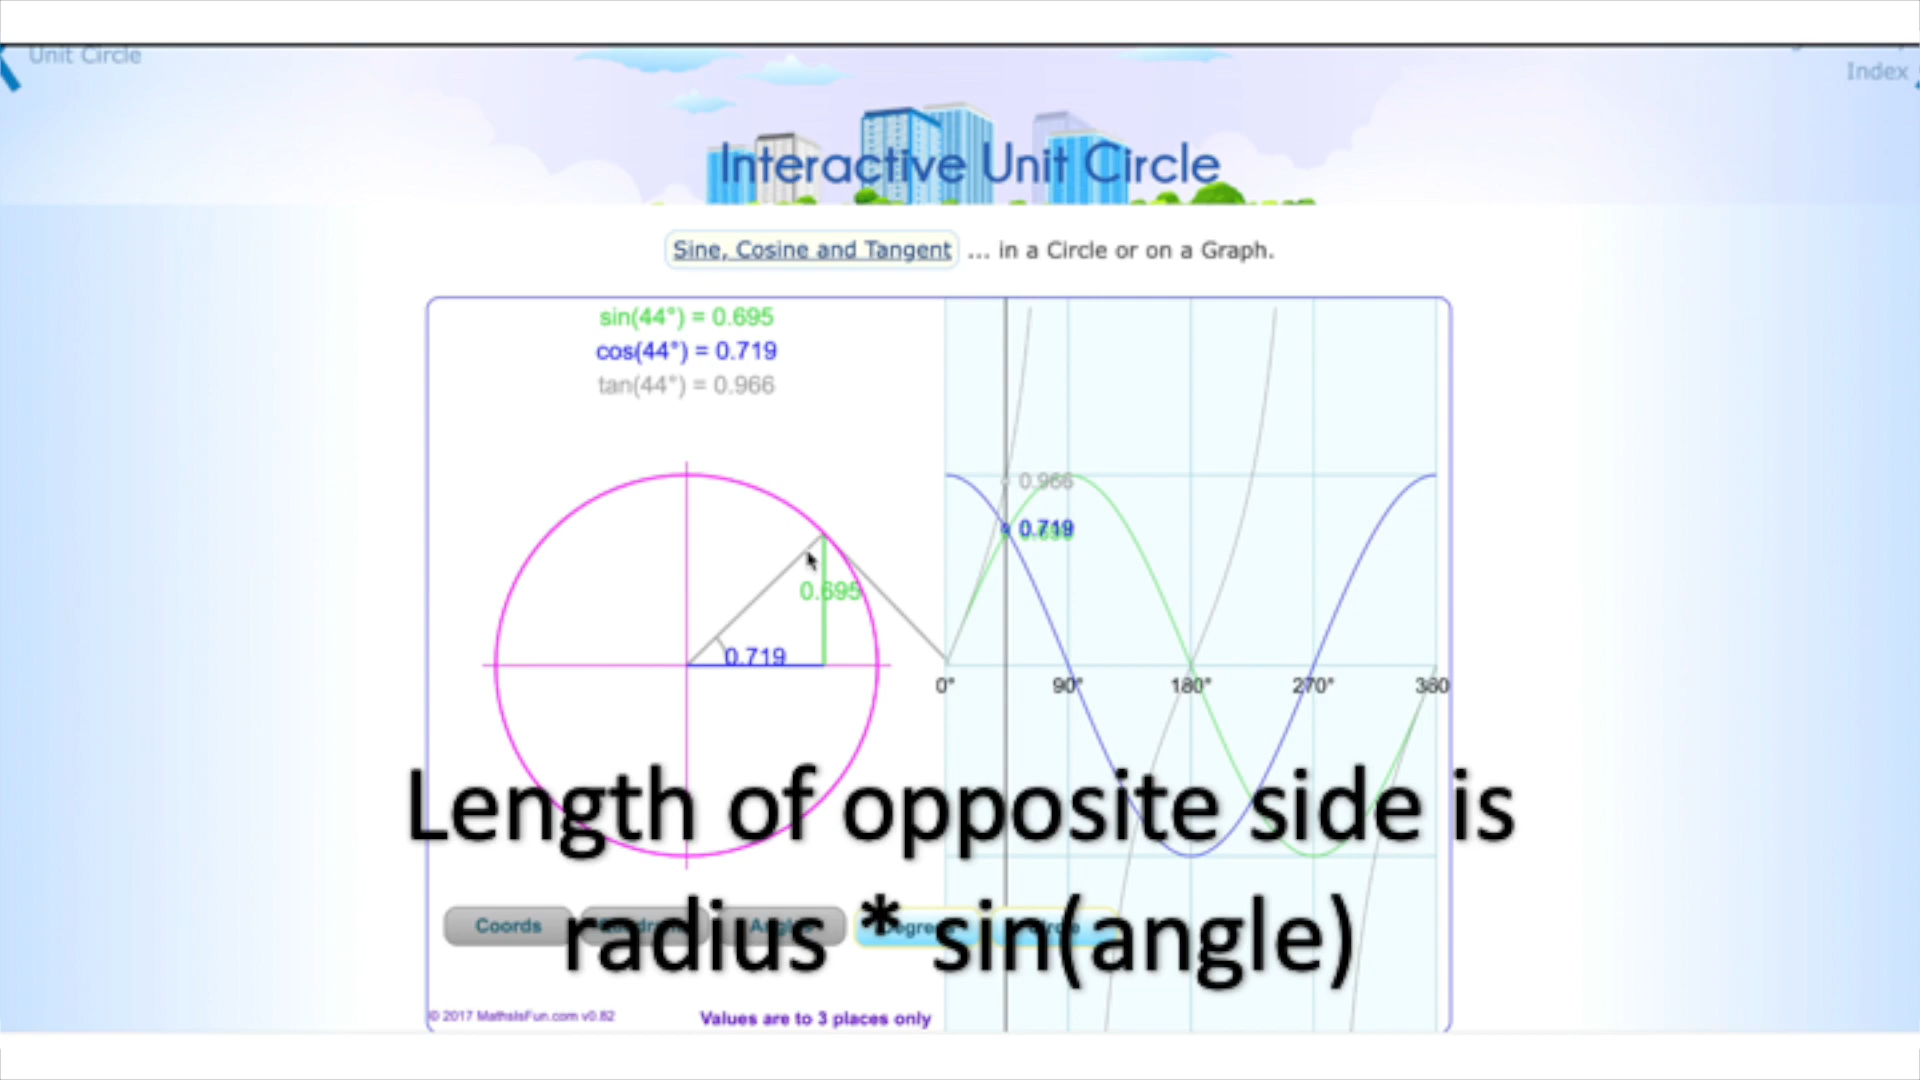 Unit Circle
Index
Interactive Unit Circle
Sine, Cosine and Tangent ... in a Circle or on a Graph.
sin(44°) = 0.695
cos(44°) = 0.719
tan(44°) = 0.966
0.966
0.719
0.695
0.719
0° 90° 180° 270° 360
Length of opposite side is
radius * sin(angle)
Coords Degrees
© 2017 MathsIsFun.com v0.82
Values are to 3 places only